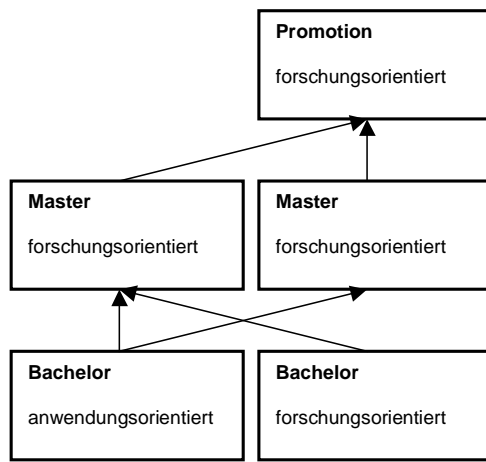 Promotion
forschungsorientiert
Master
forschungsorientiert
Master
forschungsorientiert
Bachelor
anwendungsorientiert
Bachelor
forschungsorientiert